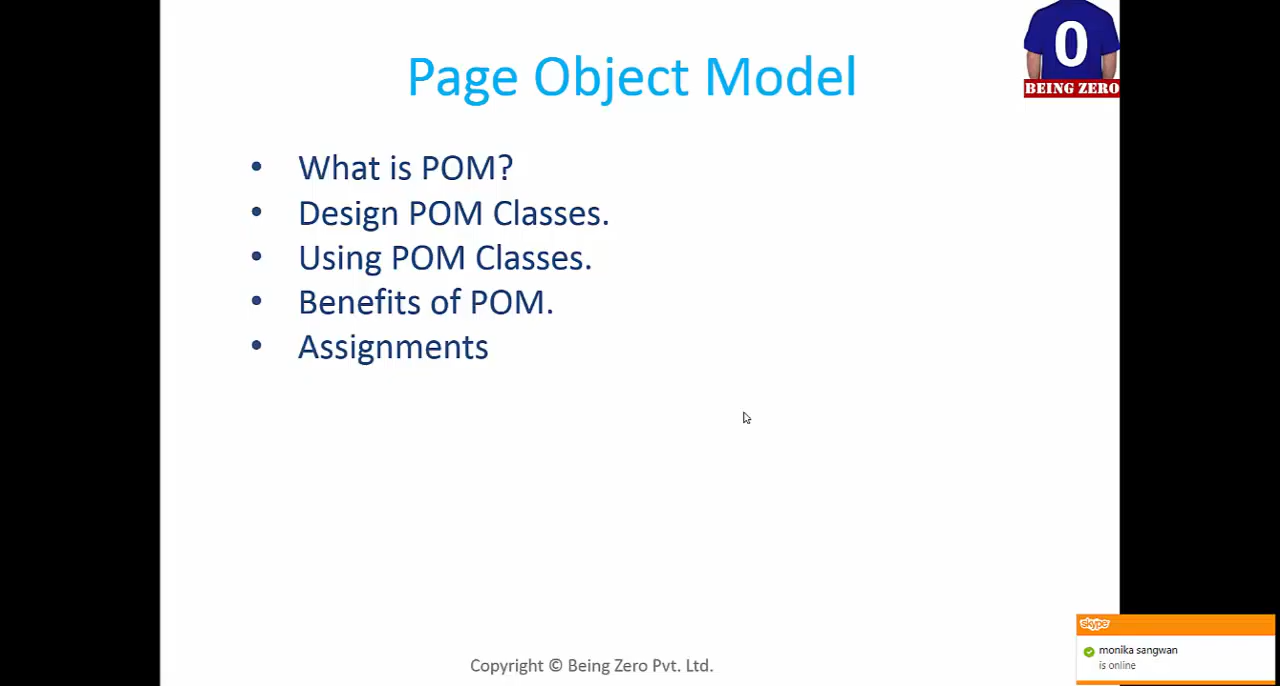 0
BEING ZERO
Page Object Model
• What is POM?
• Design POM Classes.
• Using POM Classes.
• Benefits of POM.
• Assignments
skype
monika sangwan
is online
Copyright © Being Zero Pvt. Ltd.